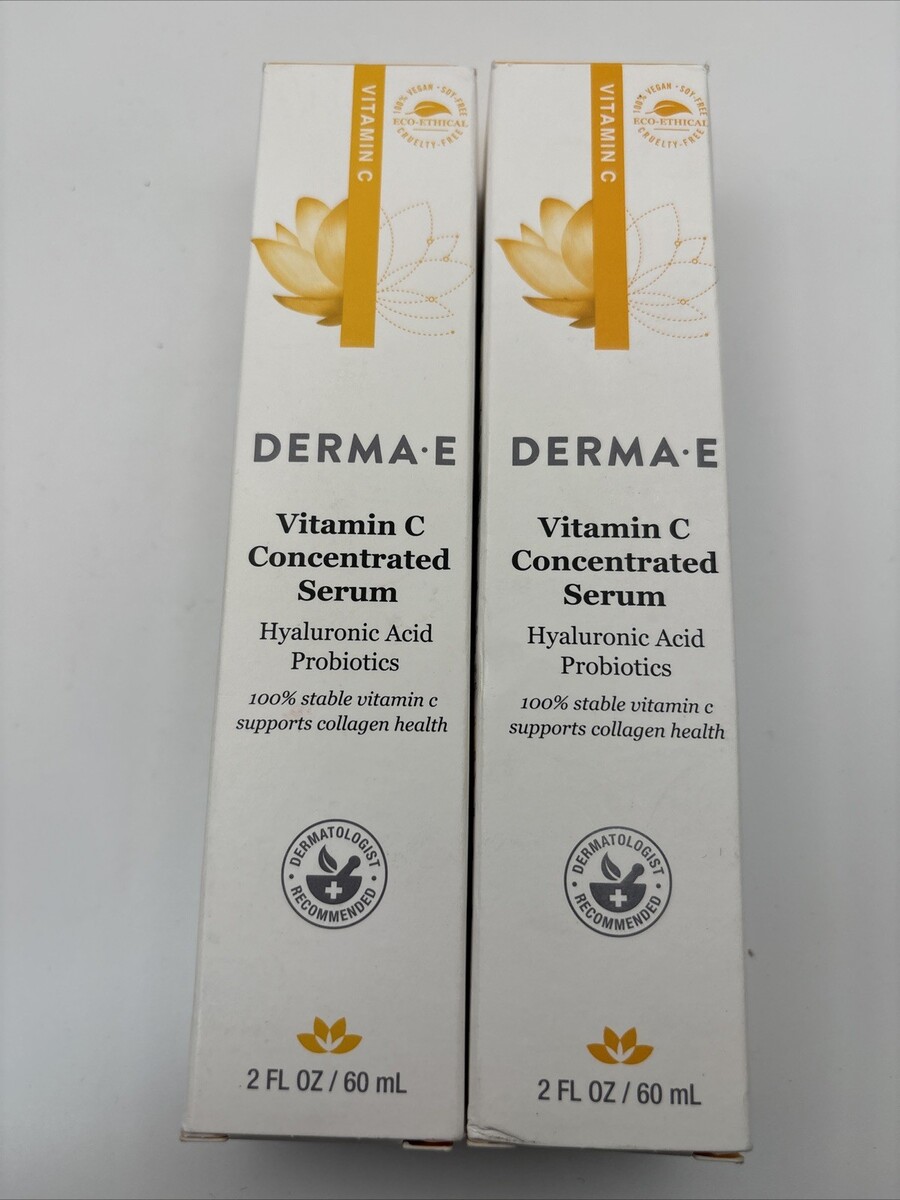 VITAMIN C
100% VEGAN • SOY-FREE
ECO-ETHICAL
CRUELTY-FREE
DERMA·E
Vitamin C
Concentrated
Serum
Hyaluronic Acid
Probiotics
100% stable vitamin c
supports collagen health
• DERMATOLOGIST •
RECOMMENDED
2 FL OZ / 60 mL
VITAMIN C
100% VEGAN • SOY-FREE
ECO-ETHICAL
CRUELTY-FREE
DERMA·E
Vitamin C
Concentrated
Serum
Hyaluronic Acid
Probiotics
100% stable vitamin c
supports collagen health
• DERMATOLOGIST •
RECOMMENDED
2 FL OZ / 60 mL